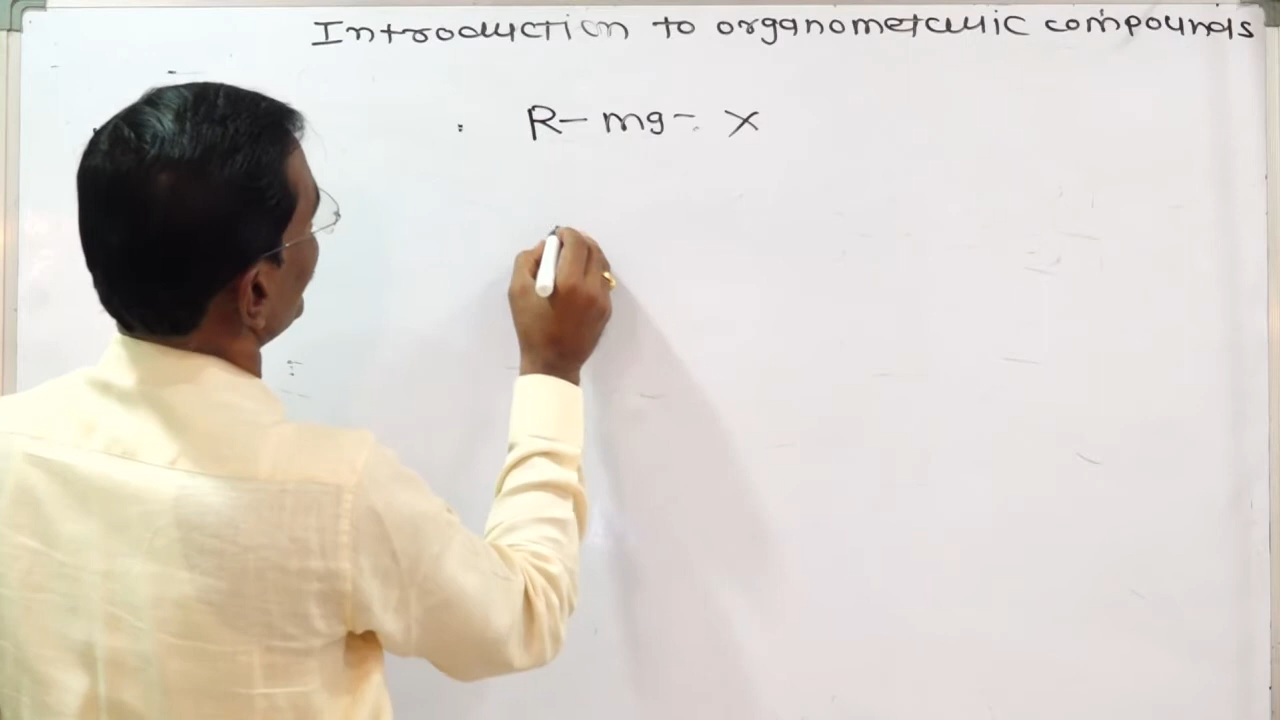 Introduction to organometallic compounds
R- mg - X